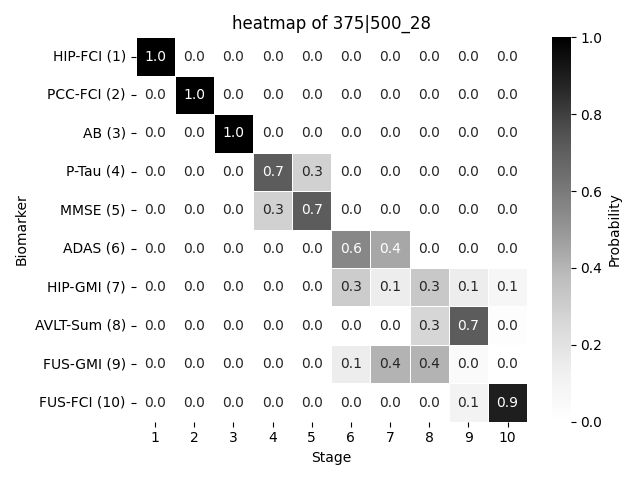 heatmap of 375|500_28
HIP-FCI (1) 1.0 0.0 0.0 0.0 0.0 0.0 0.0 0.0 0.0 0.0
PCC-FCI (2) 0.0 1.0 0.0 0.0 0.0 0.0 0.0 0.0 0.0 0.0
AB (3) 0.0 0.0 1.0 0.0 0.0 0.0 0.0 0.0 0.0 0.0
P-Tau (4) 0.0 0.0 0.0 0.7 0.3 0.0 0.0 0.0 0.0 0.0
MMSE (5) 0.0 0.0 0.0 0.3 0.7 0.0 0.0 0.0 0.0 0.0
ADAS (6) 0.0 0.0 0.0 0.0 0.0 0.6 0.4 0.0 0.0 0.0
HIP-GMI (7) 0.0 0.0 0.0 0.0 0.0 0.3 0.1 0.3 0.1 0.1
AVLT-Sum (8) 0.0 0.0 0.0 0.0 0.0 0.0 0.0 0.3 0.7 0.0
FUS-GMI (9) 0.0 0.0 0.0 0.0 0.0 0.1 0.4 0.4 0.0 0.0
FUS-FCI (10) 0.0 0.0 0.0 0.0 0.0 0.0 0.0 0.0 0.1 0.9
1 2 3 4 5 6 7 8 9 10
Stage
Biomarker
1.0
0.8
0.6
0.4
0.2
0.0
Probability